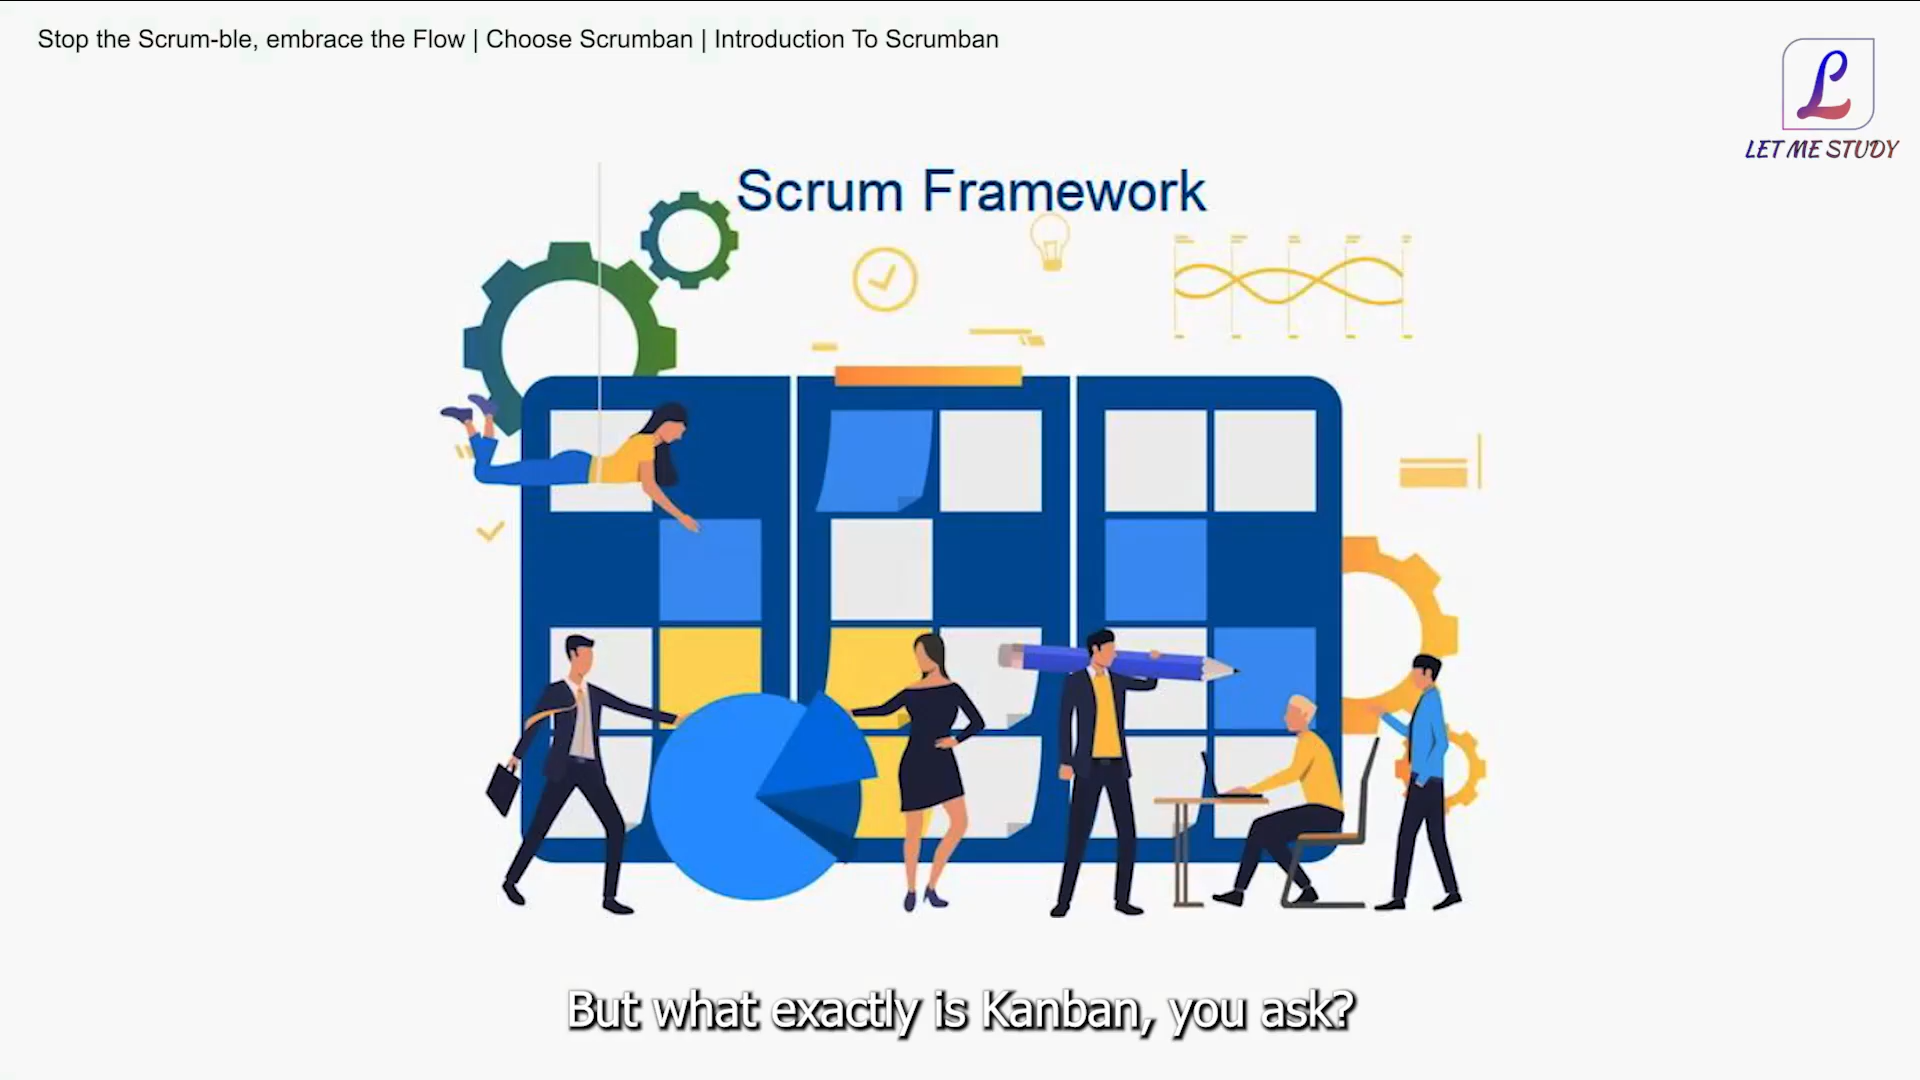 Stop the Scrum-ble, embrace the Flow | Choose Scrumban | Introduction To Scrumban
L
LET ME STUDY
Scrum Framework
But what exactly is Kanban, you ask?